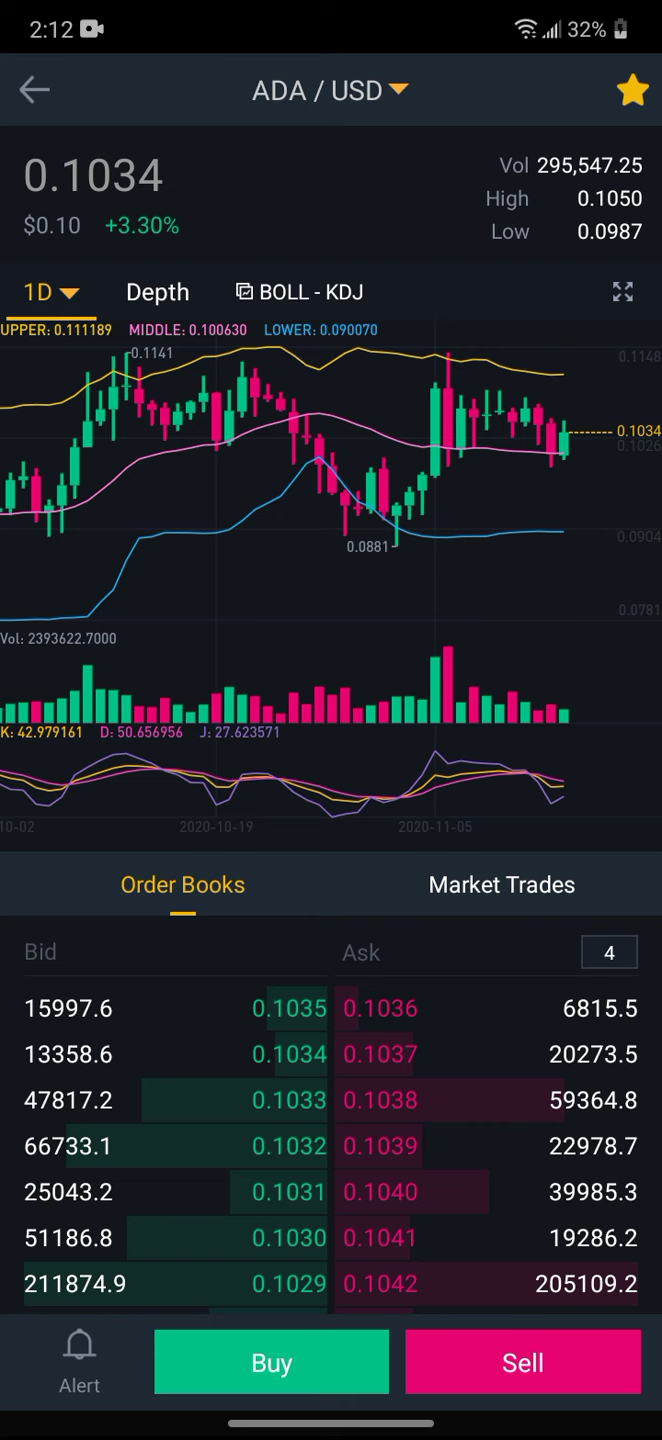 2:12 32%
ADA / USD
0.1034
$0.10 +3.30%
Vol 295,547.25
High 0.1050
Low 0.0987
1D Depth BOLL - KDJ
UPPER: 0.111189 MIDDLE: 0.100630 LOWER: 0.090070
0.1141
0.1148
0.1034
0.1026
0.0904
0.0881
0.0781
Vol: 2393622.7000
K: 42.979161 D: 50.656956 J: 27.623571
10-02 2020-10-19 2020-11-05
Order Books Market Trades
Bid Ask 4
15997.6 0.1035 0.1036 6815.5
13358.6 0.1034 0.1037 20273.5
47817.2 0.1033 0.1038 59364.8
66733.1 0.1032 0.1039 22978.7
25043.2 0.1031 0.1040 39985.3
51186.8 0.1030 0.1041 19286.2
211874.9 0.1029 0.1042 205109.2
Alert Buy Sell